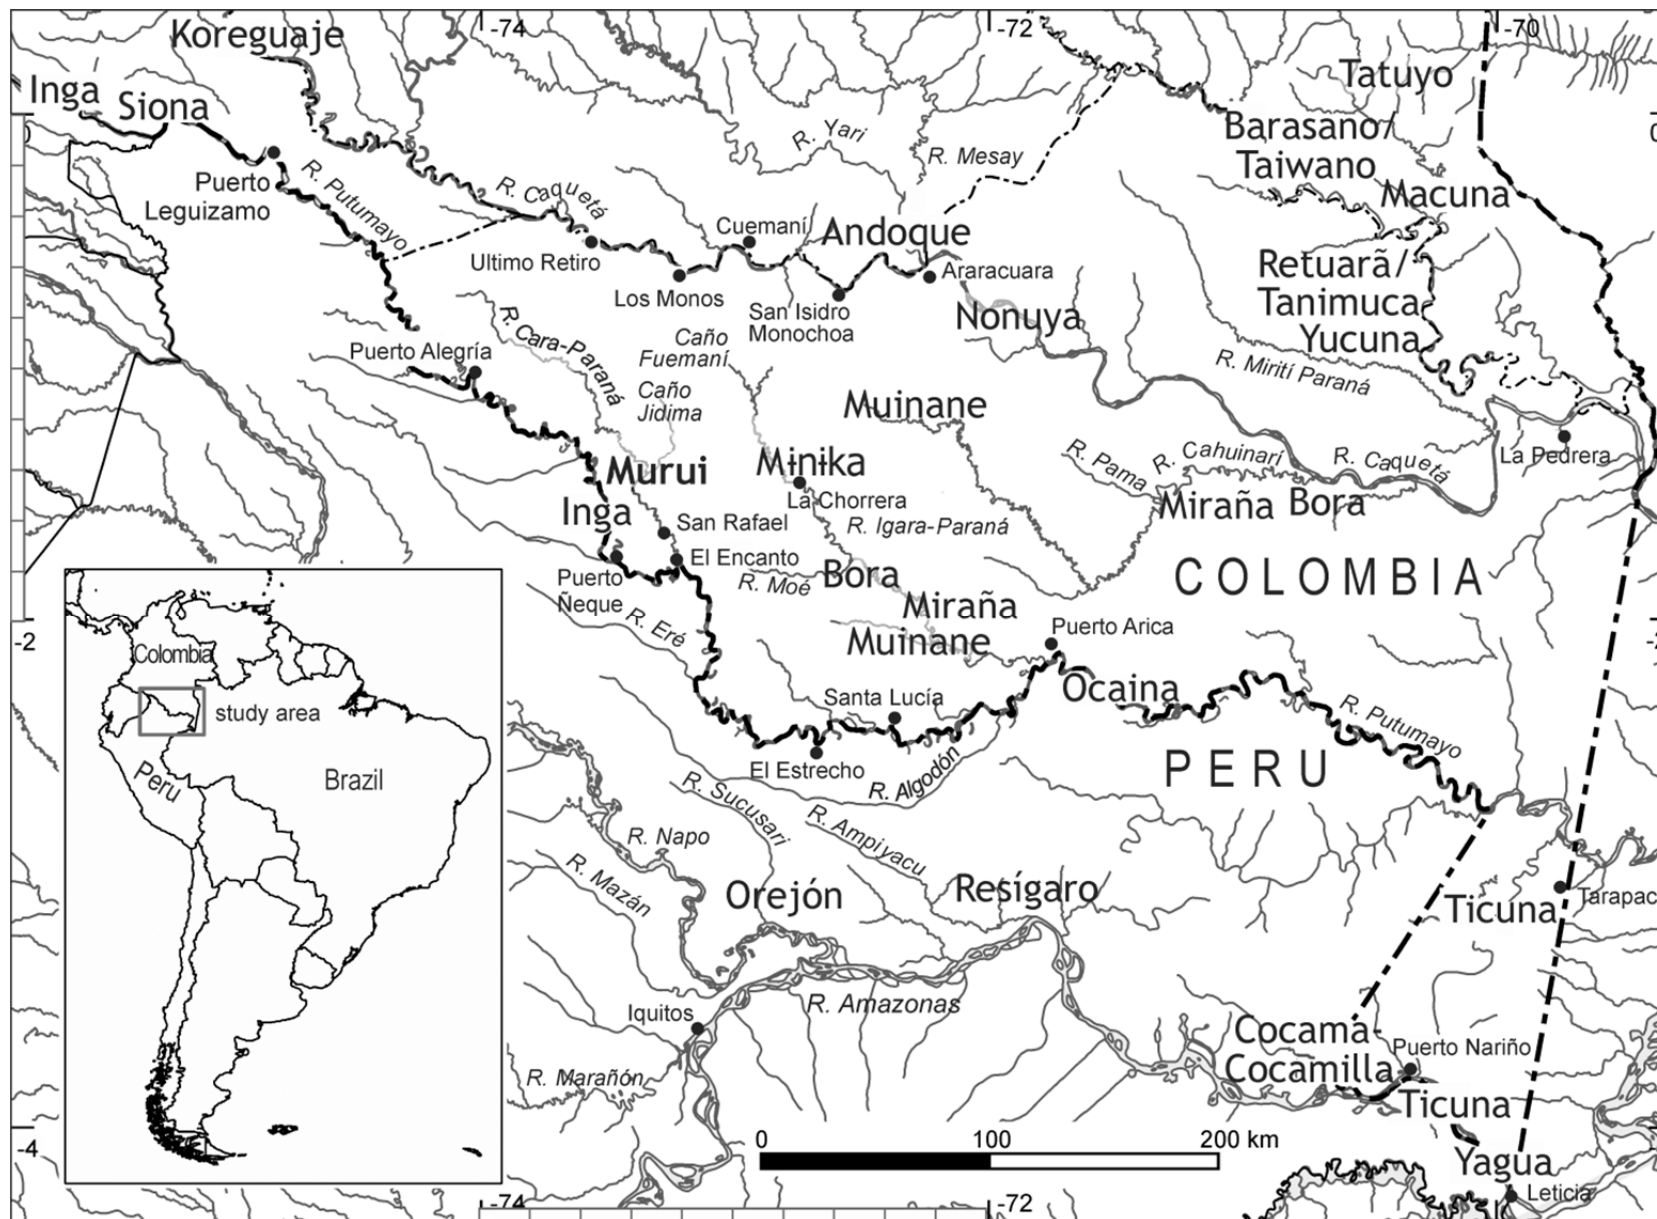 -74
-72
-70
Koreguaje
Inga
Siona
Tatuyo
Barasano/
Taiwano
Macuna
R. Yari
R. Mesay
Puerto
Leguizamo
R. Putumayo
R. Caquetá
Cuemaní
Andoque
Ultimo Retiro
Araracuara
Los Monos
San Isidro
Monochoa
Retuarã/
Tanimuca
Yucuna
Nonuya
R. Cara-Paraná
Caño
Fuemaní
Puerto Alegría
Caño
Jidima
R. Mirití Paraná
Muinane
R. Pama
R. Cahuinarí
R. Caquetá
La Pedrera
Murui
Mɨnɨka
La Chorrera
Miraña
Bora
Inga
San Rafael
R. Igara-Paraná
El Encanto
R. Moé
Bora
COLOMBIA
Puerto
Ñeque
R. Eré
Miraña
Muinane
Puerto Arica
-2
Colombia
study area
Peru
Brazil
Santa Lucía
Ocaina
R. Putumayo
El Estrecho
R. Algodón
PERU
R. Sucusari
R. Ampiyacu
R. Napo
R. Mazán
Orejón
Resígaro
Ticuna
Tarapac
Iquitos
R. Amazonas
Cocama-
Cocamilla
Puerto Nariño
R. Marañón
Ticuna
-4
0
100
200 km
Yagua
Leticia
-74
-72